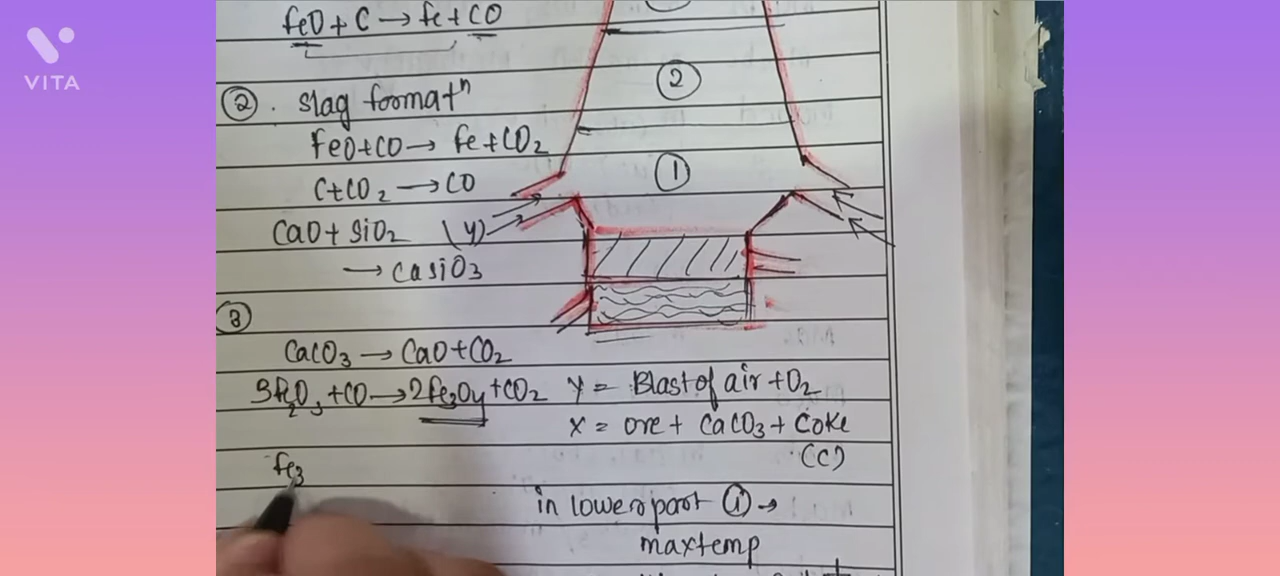 VITA
FeO + C → Fe + CO
②. slag formatⁿ
②
FeO+CO → Fe+CO₂
C+CO₂ → CO
①
CaO + SiO₂ (y)
→ CaSiO₃
③
CaCO₃ → CaO+CO₂
3Fe₂O₃+CO → 2Fe₃O₄+CO₂ y = Blast of air +O₂
x = ore + CaCO₃ + Coke
(C)
Fe₃
in lower part ① →
max temp